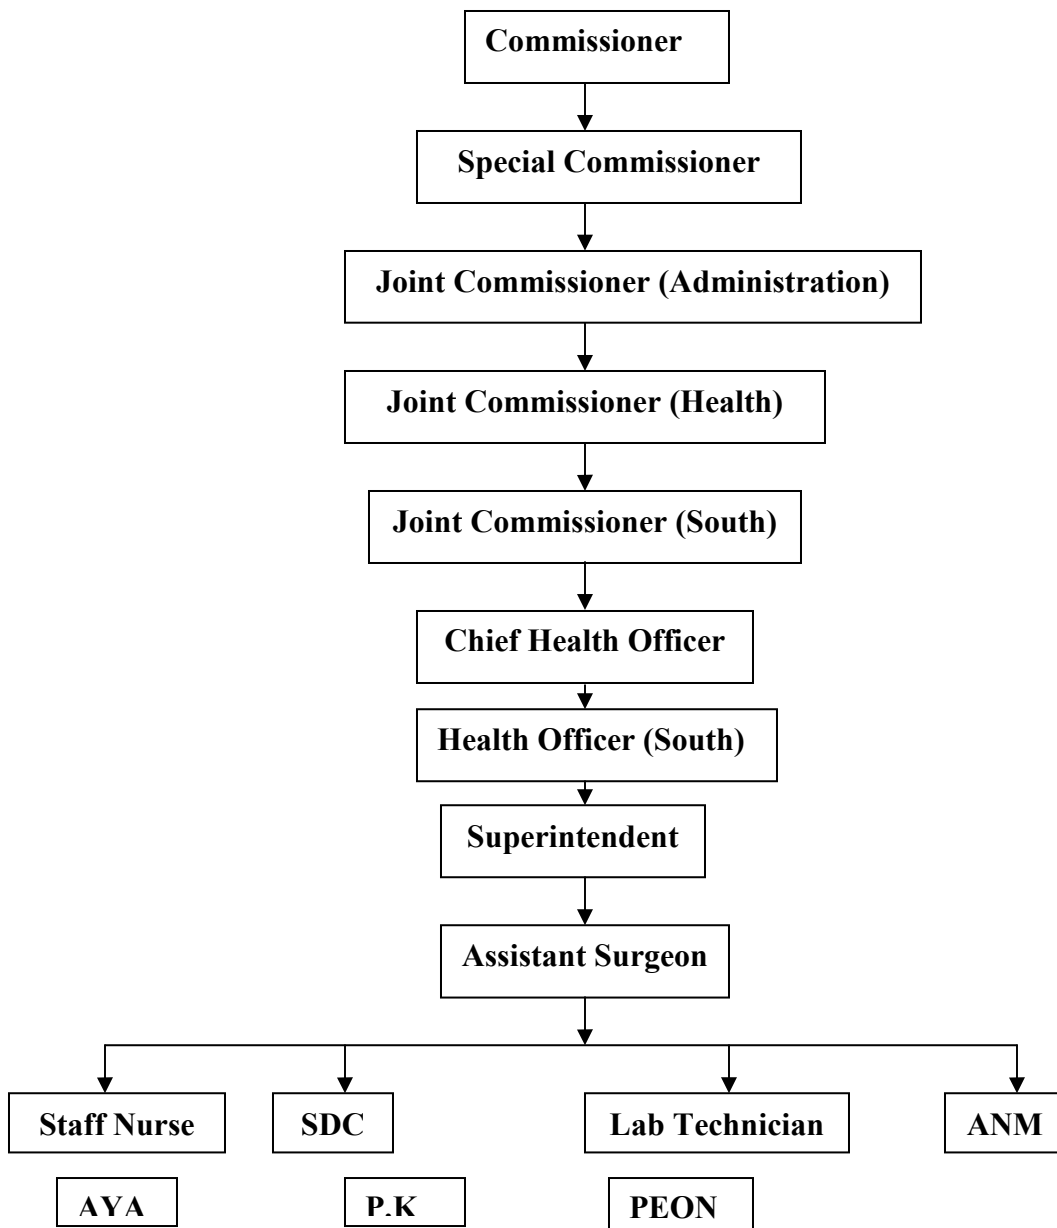 Commissioner
Special Commissioner
Joint Commissioner (Administration)
Joint Commissioner (Health)
Joint Commissioner (South)
Chief Health Officer
Health Officer (South)
Superintendent
Assistant Surgeon
Staff Nurse
SDC
Lab Technician
ANM
AYA
P.K
PEON